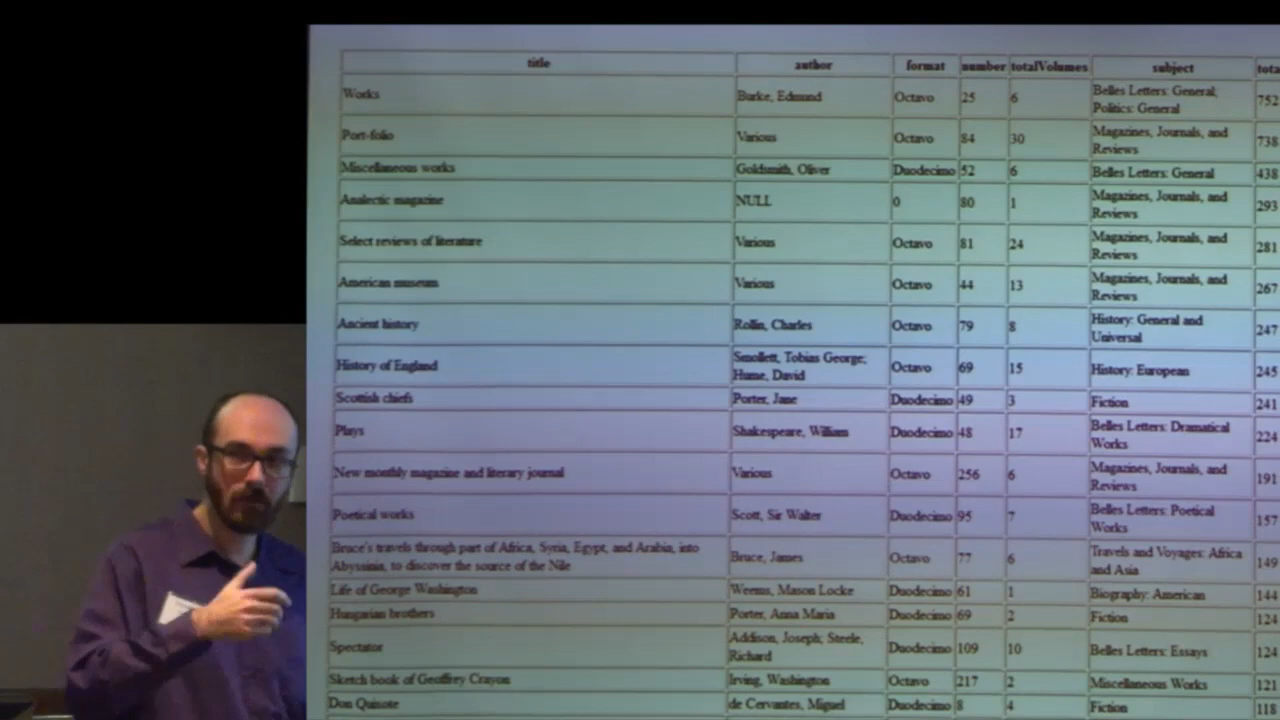 title author format number totalVolumes subject
Works Burke, Edmund Octavo 25 6 Belles Letters: General; 752
Politics: General
Port-folio Various Octavo 84 30 Magazines, Journals, and 738
Reviews
Miscellaneous works Goldsmith, Oliver Duodecimo 52 6 Belles Letters: General 438
Analectic magazine NULL 0 80 1 Magazines, Journals, and 293
Reviews
Select reviews of literature Various Octavo 81 24 Magazines, Journals, and 281
Reviews
American museum Various Octavo 44 13 Magazines, Journals, and 267
Reviews
Ancient history Rollin, Charles Octavo 79 8 History: General and 247
Universal
History of England Smollett, Tobias George; Octavo 69 15 History: European 245
Hume, David
Scottish chiefs Porter, Jane Duodecimo 49 3 Fiction 241
Plays Shakespeare, William Duodecimo 48 17 Belles Letters: Dramatical 224
Works
New monthly magazine and literary journal Various Octavo 256 6 Magazines, Journals, and 191
Reviews
Poetical works Scott, Sir Walter Duodecimo 95 7 Belles Letters: Poetical 157
Works
Bruce's travels through part of Africa, Syria, Egypt, and Arabia, into Bruce, James Octavo 77 6 Travels and Voyages: Africa 149
Abyssinia, to discover the source of the Nile and Asia
Life of George Washington Weems, Mason Locke Duodecimo 61 1 Biography: American 144
Hungarian brothers Porter, Anna Maria Duodecimo 69 2 Fiction 124
Spectator Addison, Joseph; Steele, Duodecimo 109 10 Belles Letters: Essays 124
Richard
Sketch book of Geoffrey Crayon Irving, Washington Octavo 217 2 Miscellaneous Works 121
Don Quixote de Cervantes, Miguel Duodecimo 8 4 Fiction 118